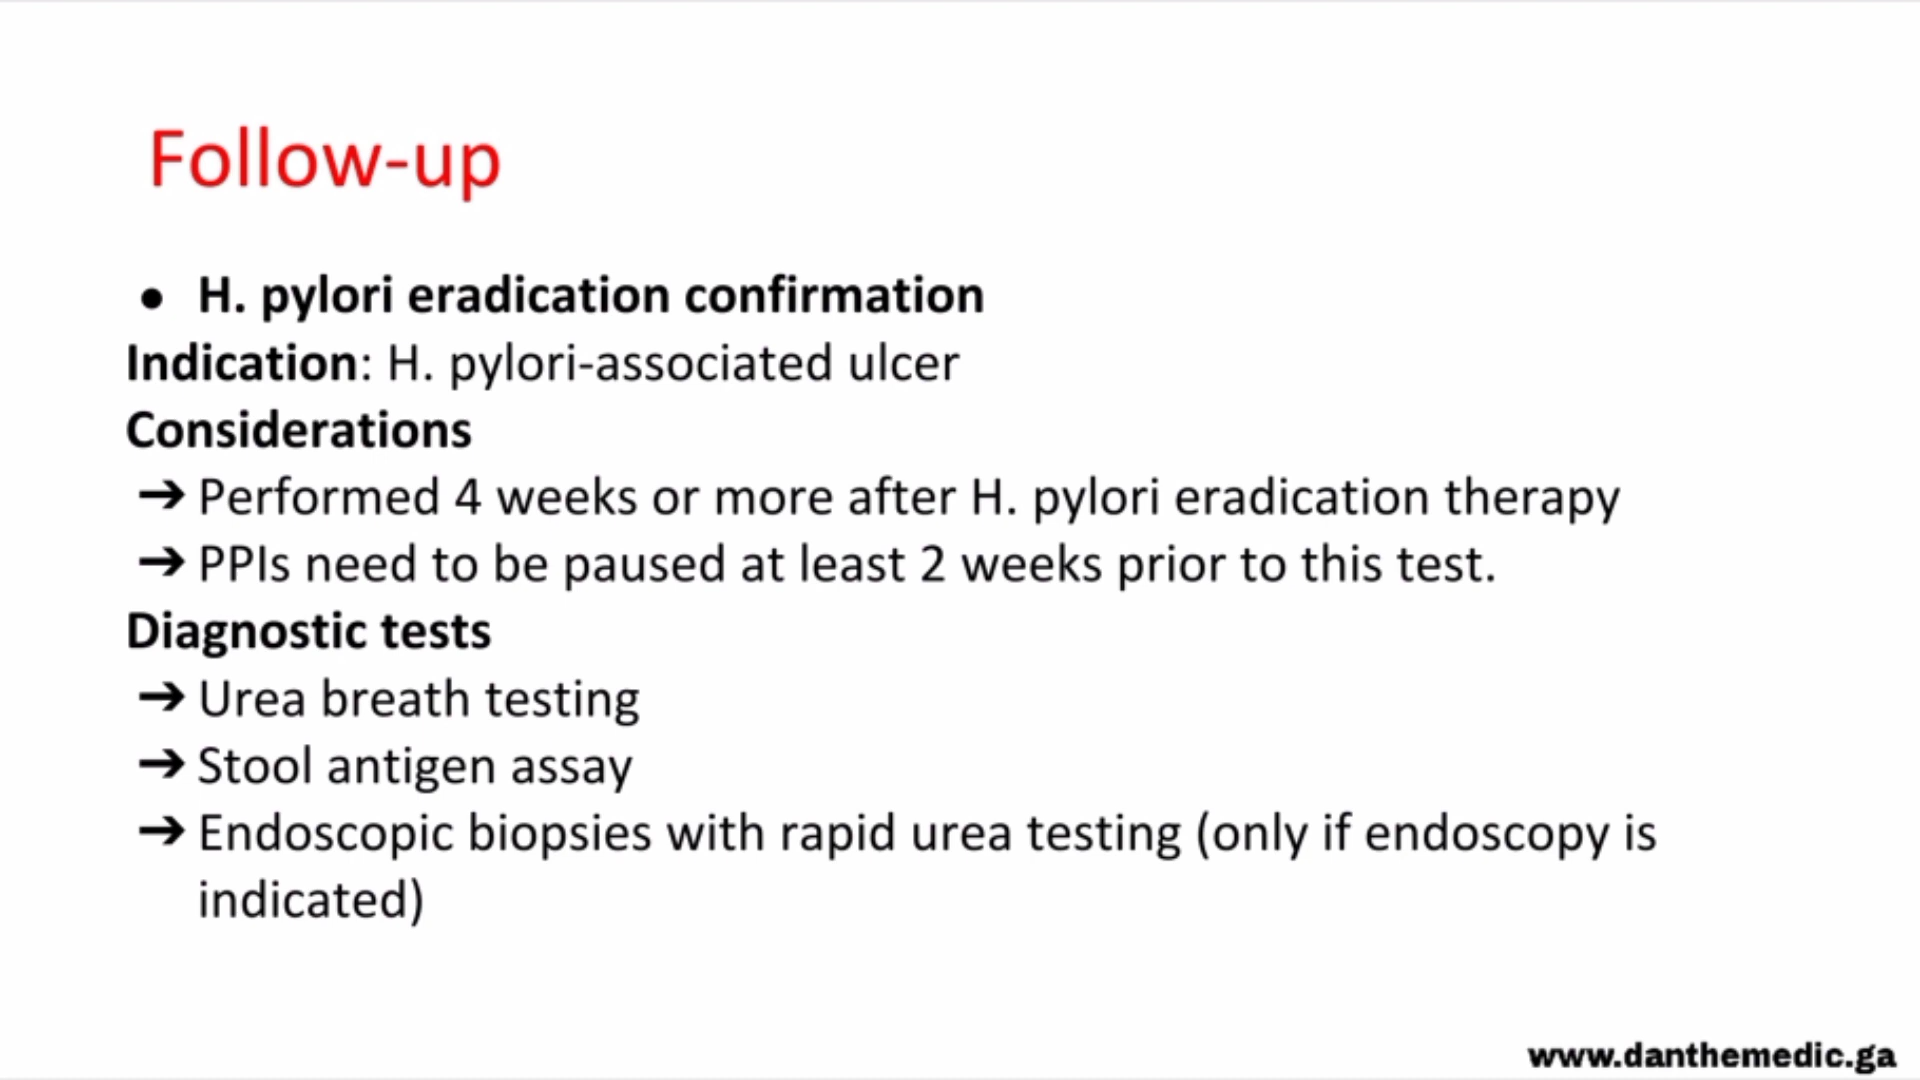 Follow-up
● H. pylori eradication confirmation
Indication: H. pylori-associated ulcer
Considerations
➔ Performed 4 weeks or more after H. pylori eradication therapy
➔ PPIs need to be paused at least 2 weeks prior to this test.
Diagnostic tests
➔ Urea breath testing
➔ Stool antigen assay
➔ Endoscopic biopsies with rapid urea testing (only if endoscopy is
indicated)
www.danthemedic.ga